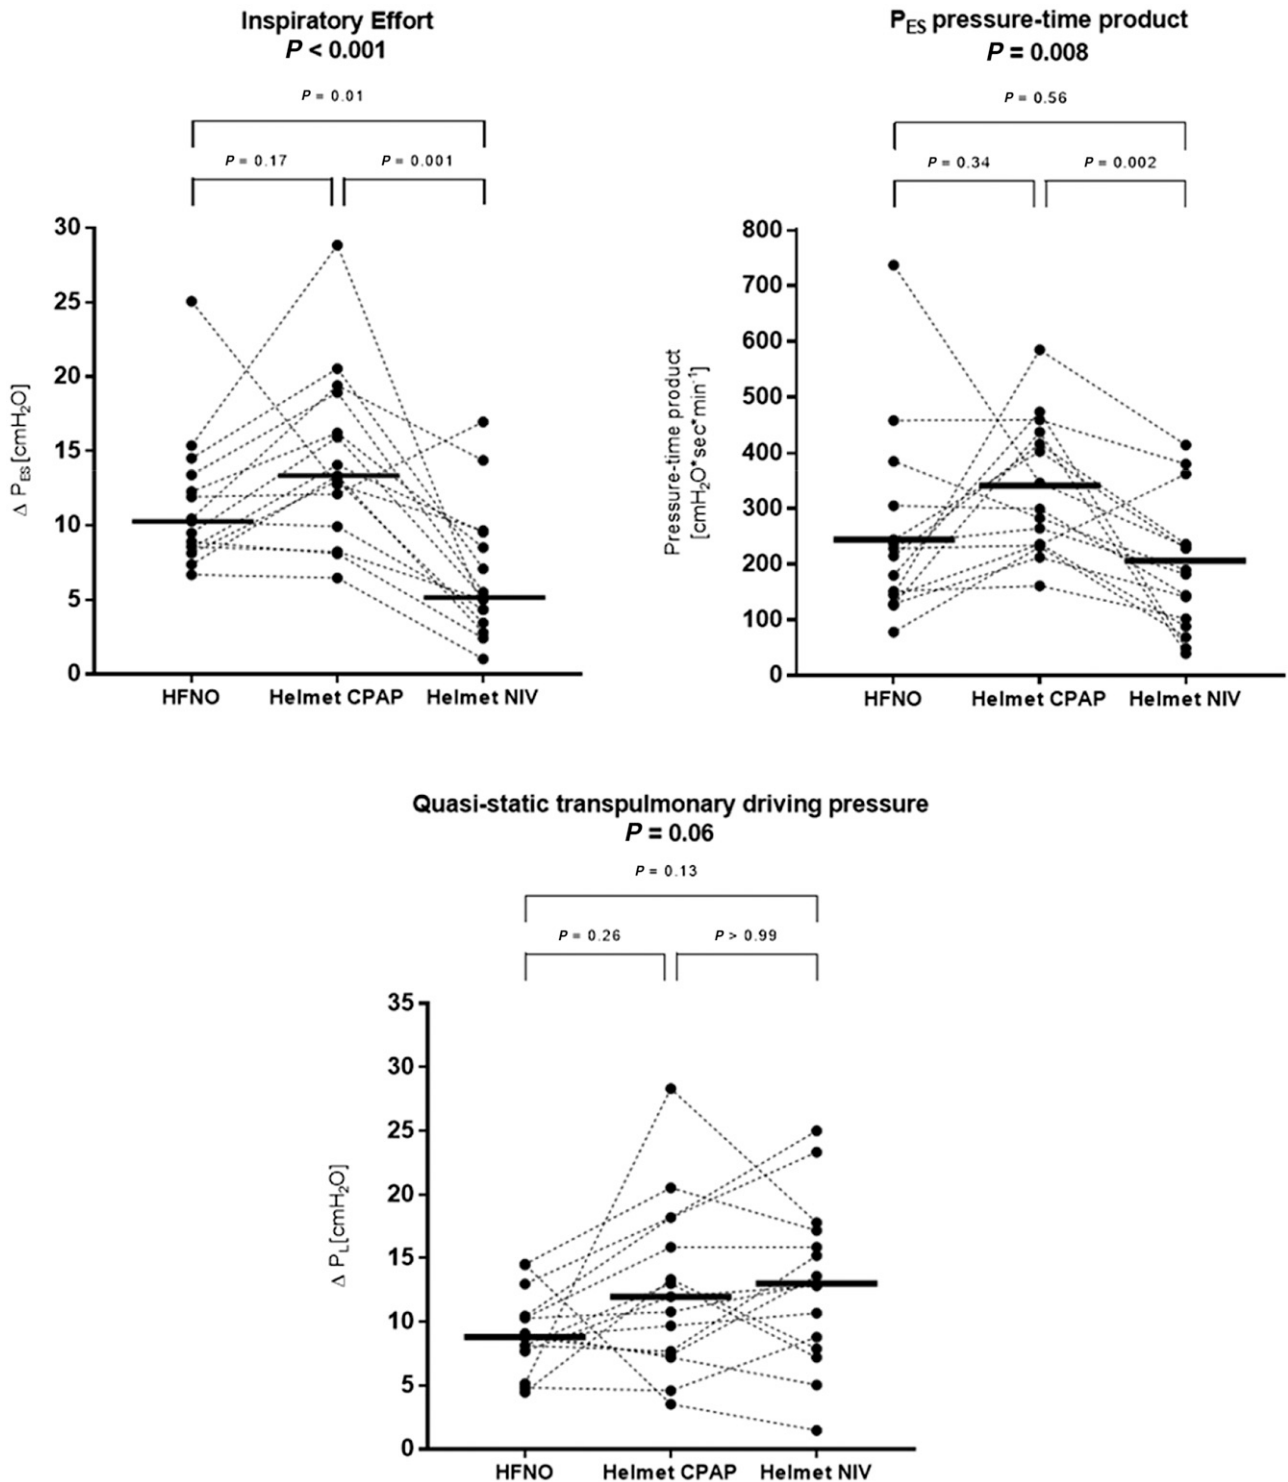 Inspiratory Effort
P < 0.001
P = 0.01
P = 0.17
P = 0.001
30
25
20
15
10
5
0
Δ P_ES [cmH₂O]
HFNO
Helmet CPAP
Helmet NIV
P_ES pressure-time product
P = 0.008
P = 0.56
P = 0.34
P = 0.002
800
700
600
500
400
300
200
100
0
Pressure-time product
[cmH₂O*sec*min⁻¹]
HFNO
Helmet CPAP
Helmet NIV
Quasi-static transpulmonary driving pressure
P = 0.06
P = 0.13
P = 0.26
P > 0.99
35
30
25
20
15
10
5
0
Δ P_L [cmH₂O]
HFNO
Helmet CPAP
Helmet NIV